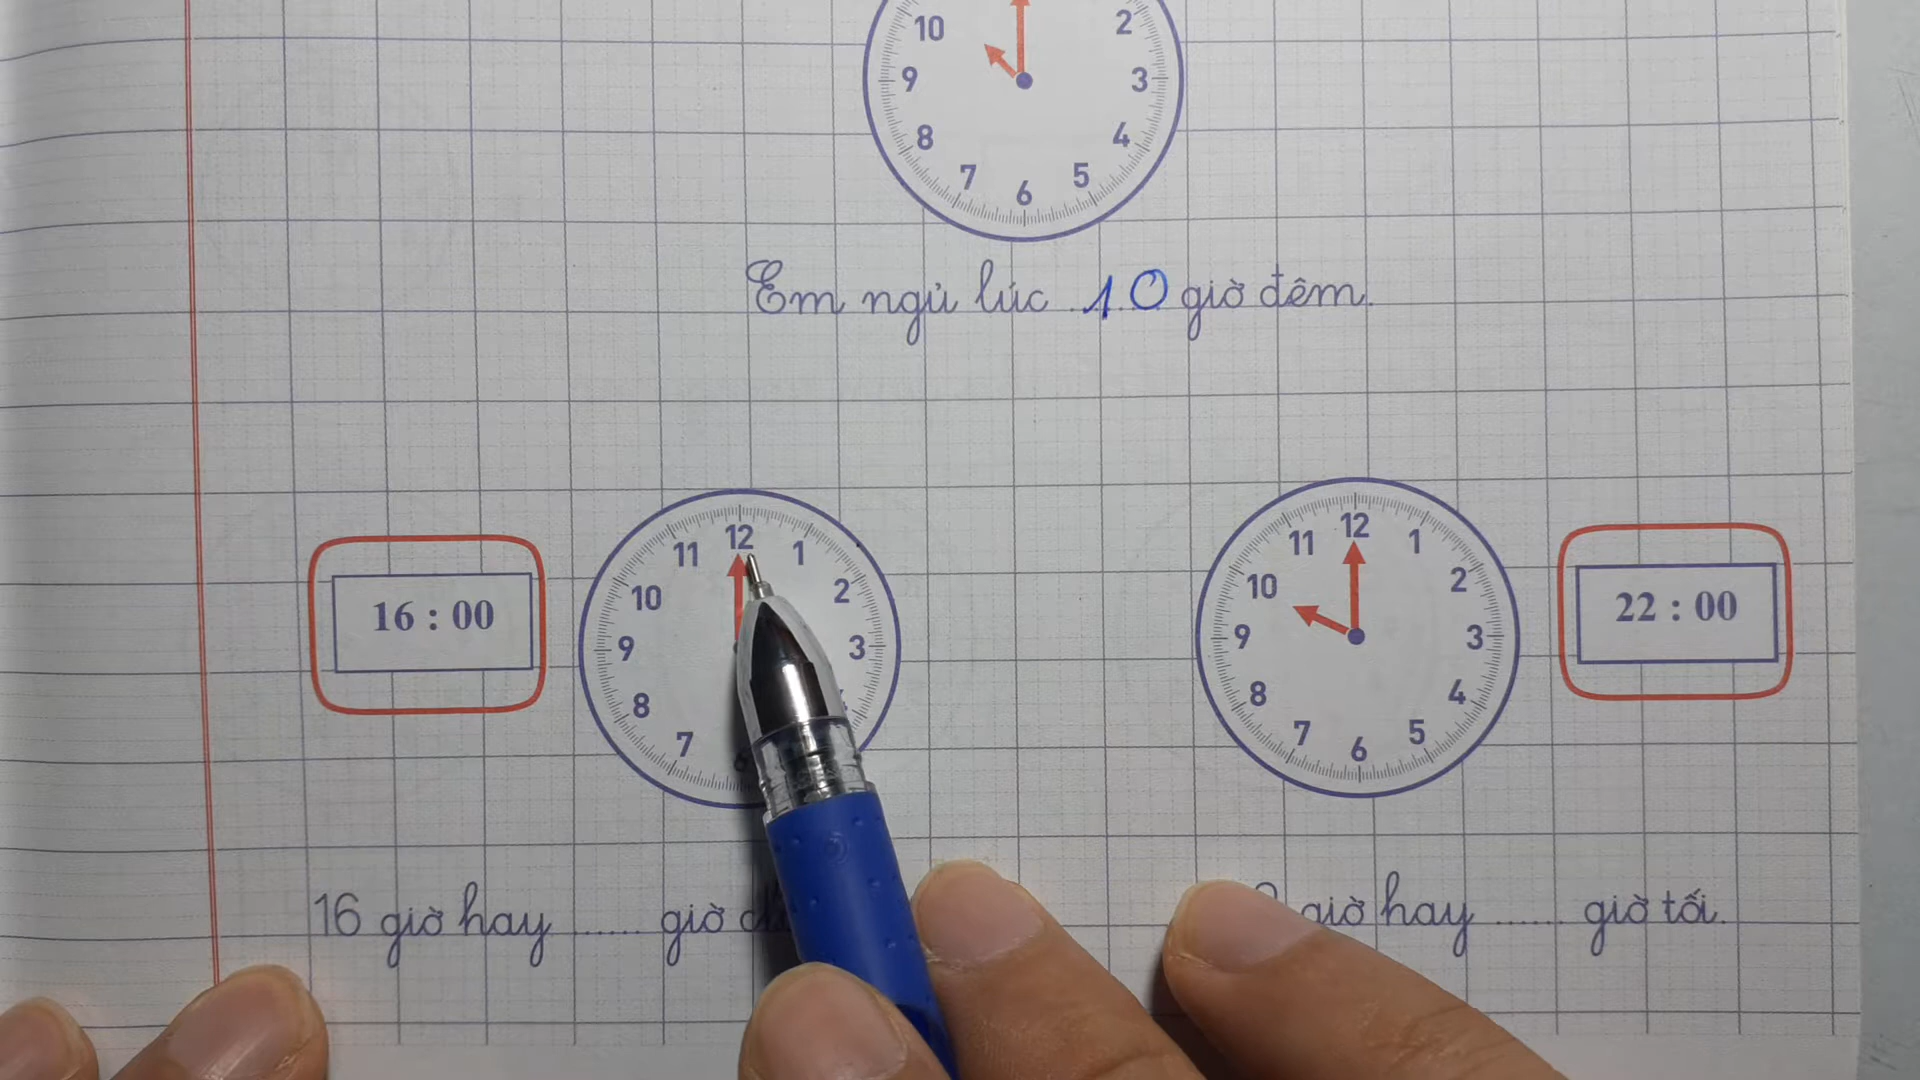 10 2
9 3
8 4
7 6 5
Em ngủ lúc 10 giờ đêm.
12
11 1
10 2
9 3
8
7
16 : 00
12
11 1
10 2
9 3
8 4
7 6 5
22 : 00
16 giờ hay ...... giờ
giờ hay ...... giờ tối.